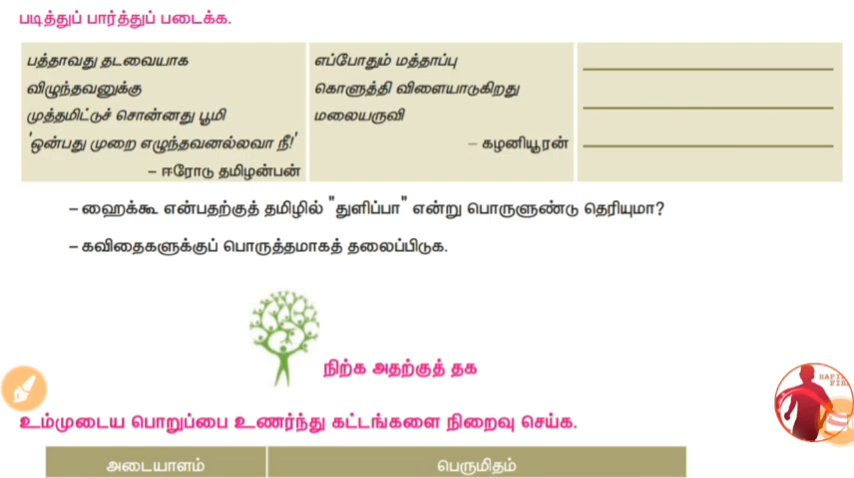 படித்துப் பார்த்துப் படைக்க.
பத்தாவது தடவையாக
விழுந்தவனுக்கு
முத்தமிட்டுச் சொன்னது பூமி
'ஒன்பது முறை எழுந்தவனல்லவா நீ!'
– ஈரோடு தமிழன்பன்
எப்போதும் மத்தாப்பு
கொளுத்தி விளையாடுகிறது
மலையருவி
– கழனியூரன்
– ஹைக்கூ என்பதற்குத் தமிழில் "துளிப்பா" என்று பொருளுண்டு தெரியுமா?
– கவிதைகளுக்குப் பொருத்தமாகத் தலைப்பிடுக.
நிற்க அதற்குத் தக
உம்முடைய பொறுப்பை உணர்ந்து கட்டங்களை நிறைவு செய்க.
அடையாளம்
பெருமிதம்